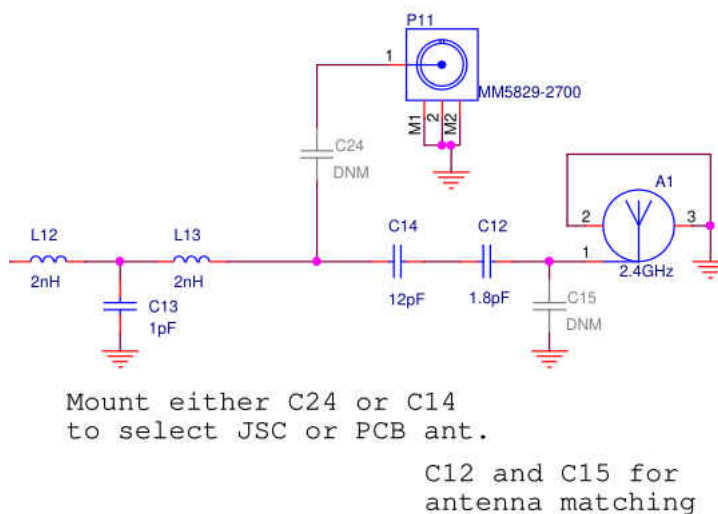 P11
1
MM5829-2700
M1
2
M2
C24
DNM
A1
2
3
1
2.4GHz
L12
2nH
L13
2nH
C14
12pF
C12
1.8pF
C13
1pF
C15
DNM
Mount either C24 or C14
to select JSC or PCB ant.
C12 and C15 for
antenna matching